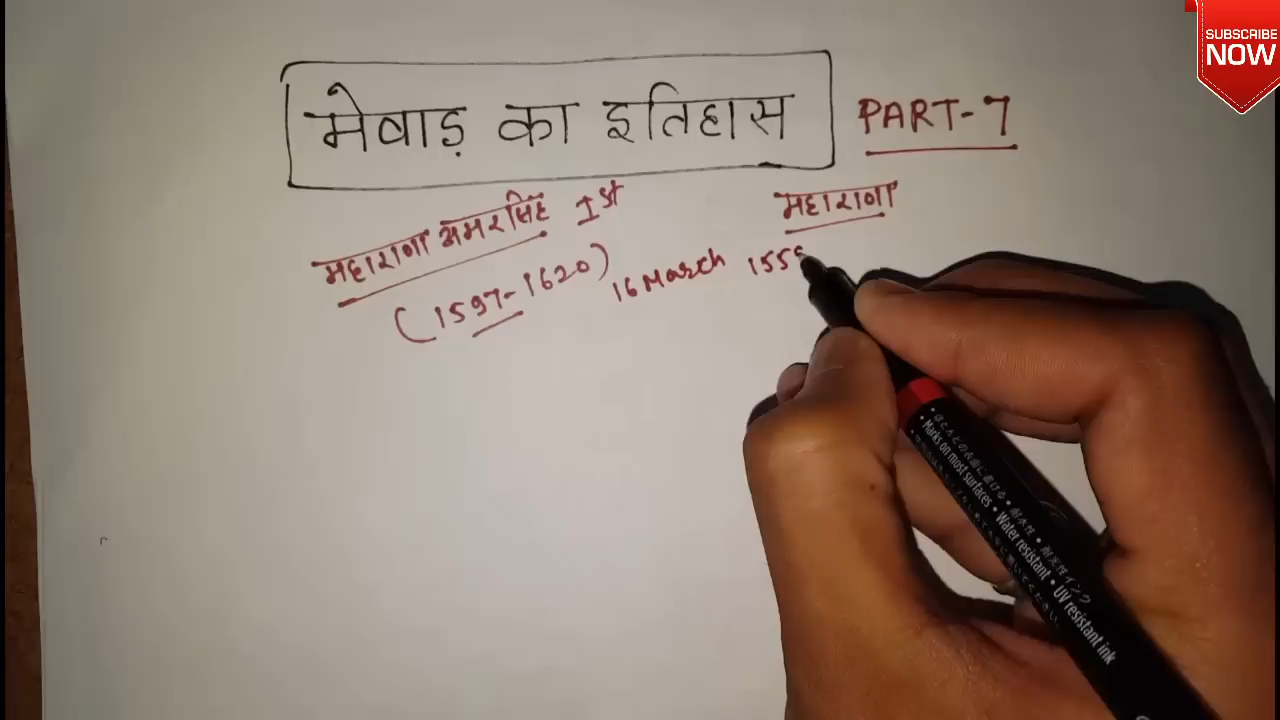 SUBSCRIBE
NOW
मेवाड़ का इतिहास
PART-7
महाराणा अमरसिंह 1st
महाराणा
(1597-1620)
16 March 155
Marks on most surfaces • Water resistant • UV resistant ink